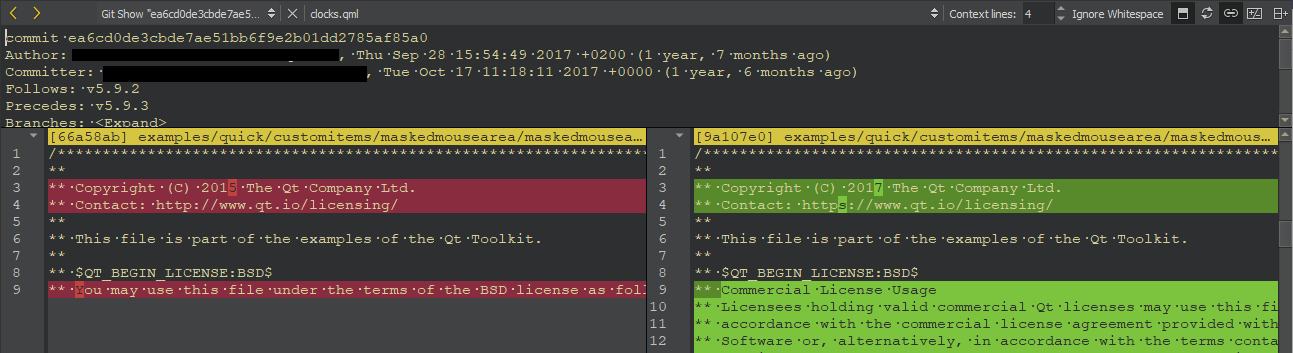 Git Show "ea6cd0de3cbde7ae5... clocks.qml Context lines: 4 Ignore Whitespace
commit·ea6cd0de3cbde7ae51bb6f9e2b01dd2785af85a0
Author:· , Thu·Sep·28·15:54:49·2017·+0200·(1·year,·7·months·ago)
Committer:· , Tue·Oct·17·11:18:11·2017·+0000·(1·year,·6·months·ago)
Follows:·v5.9.2
Precedes:·v5.9.3
Branches:·<Expand>
[66a58ab] examples/quick/customitems/maskedmousearea/maskedmousea...
1 /**********************************************************************
2 **
3 **·Copyright·(C)·2015·The·Qt·Company·Ltd.
4 **·Contact:·http://www.qt.io/licensing/
5 **
6 **·This·file·is·part·of·the·examples·of·the·Qt·Toolkit.
7 **
8 **·$QT_BEGIN_LICENSE:BSD$
9 **·You·may·use·this·file·under·the·terms·of·the·BSD·license·as·fol
[9a107e0] examples/quick/customitems/maskedmousearea/maskedmous...
1 /**********************************************************************
2 **
3 **·Copyright·(C)·2017·The·Qt·Company·Ltd.
4 **·Contact:·https://www.qt.io/licensing/
5 **
6 **·This·file·is·part·of·the·examples·of·the·Qt·Toolkit.
7 **
8 **·$QT_BEGIN_LICENSE:BSD$
9 **·Commercial·License·Usage
10 **·Licensees·holding·valid·commercial·Qt·licenses·may·use·this·fi
11 **·accordance·with·the·commercial·license·agreement·provided·with
12 **·Software·or,·alternatively,·in·accordance·with·the·terms·conta